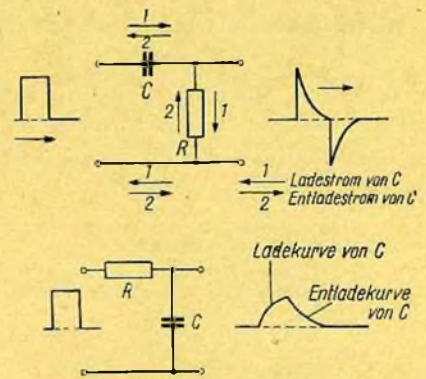 1
2
C
2
1
R
1
2
1 Ladestrom von C
2 Entladestrom von C
Ladekurve von C
R
C
Entladekurve
von C